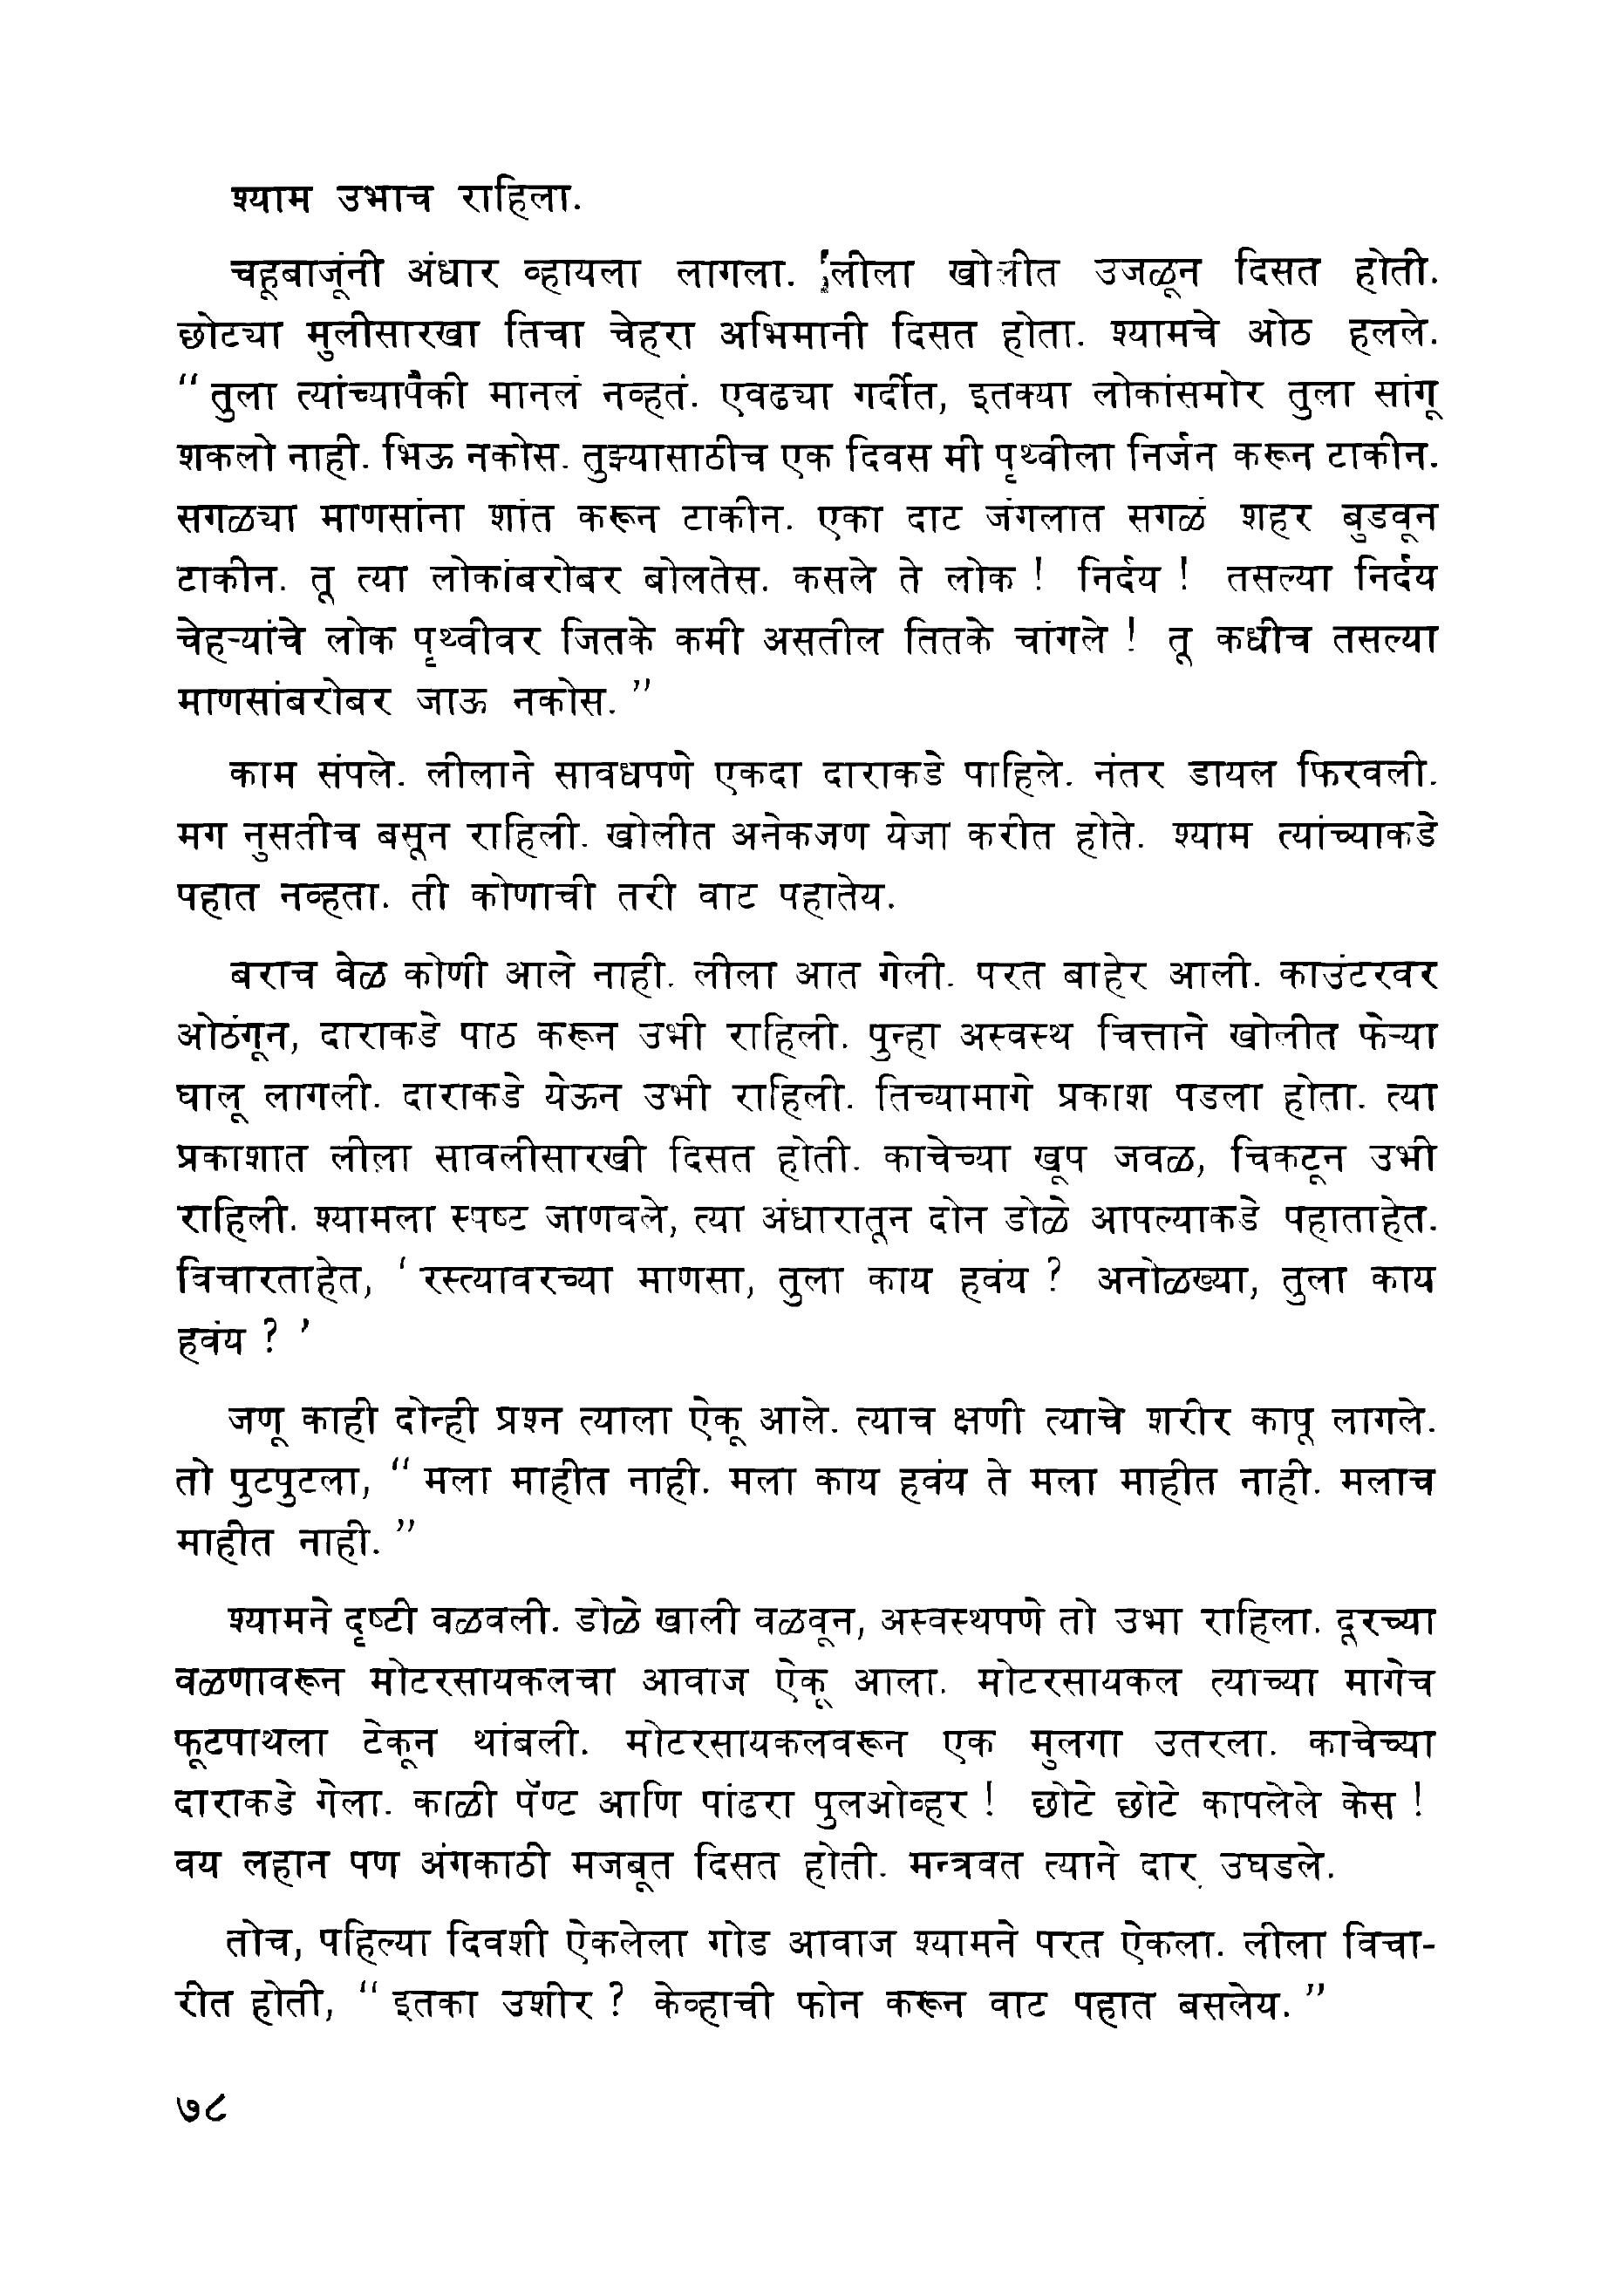 श्याम उभाच राहिला.
चहूबाजूंनी अंधार व्हायला लागला. लीला खोलीत उजळून दिसत होती.
छोट्या मुलीसारखा तिचा चेहरा अभिमानी दिसत होता. श्यामचे ओठ हलले.
“ तुला त्यांच्यापैकी मानलं नव्हतं. एवढ्या गर्दीत, इतक्या लोकांसमोर तुला सांगू
शकलो नाही. भिऊ नकोस. तुझ्यासाठीच एक दिवस मी पृथ्वीला निर्जन करून टाकीन.
सगळ्या माणसांना शांत करून टाकीन. एका दाट जंगलात सगळं शहर बुडवून
टाकीन. तू त्या लोकांबरोबर बोलतेस. कसले ते लोक ! निर्दय ! तसल्या निर्दय
चेहऱ्यांचे लोक पृथ्वीवर जितके कमी असतील तितके चांगले ! तू कधीच तसल्या
माणसांबरोबर जाऊ नकोस. ”
काम संपले. लीलाने सावधपणे एकदा दाराकडे पाहिले. नंतर डायल फिरवली.
मग नुसतीच बसून राहिली. खोलीत अनेकजण येजा करीत होते. श्याम त्यांच्याकडे
पहात नव्हता. ती कोणाची तरी वाट पहातेय.
बराच वेळ कोणी आले नाही. लीला आत गेली. परत बाहेर आली. काउंटरवर
ओठंगून, दाराकडे पाठ करून उभी राहिली. पुन्हा अस्वस्थ चित्ताने खोलीत फेऱ्या
घालू लागली. दाराकडे येऊन उभी राहिली. तिच्यामागे प्रकाश पडला होता. त्या
प्रकाशात लीला सावलीसारखी दिसत होती. काचेच्या खूप जवळ, चिकटून उभी
राहिली. श्यामला स्पष्ट जाणवले, त्या अंधारातून दोन डोळे आपल्याकडे पहाताहेत.
विचारताहेत, ‘ रस्त्यावरच्या माणसा, तुला काय हवंय ? अनोळख्या, तुला काय
हवंय ? ’
जणू काही दोन्ही प्रश्न त्याला ऐकू आले. त्याच क्षणी त्याचे शरीर कापू लागले.
तो पुटपुटला, “ मला माहीत नाही. मला काय हवंय ते मला माहीत नाही. मलाच
माहीत नाही. ”
श्यामने दृष्टी वळवली. डोळे खाली वळवून, अस्वस्थपणे तो उभा राहिला. दूरच्या
वळणावरून मोटरसायकलचा आवाज ऐकू आला. मोटरसायकल त्याच्या मागेच
फूटपाथला टेकून थांबली. मोटरसायकलवरून एक मुलगा उतरला. काचेच्या
दाराकडे गेला. काळी पॅण्ट आणि पांढरा पुलओव्हर ! छोटे छोटे कापलेले केस !
वय लहान पण अंगकाठी मजबूत दिसत होती. मन्त्रवत त्याने दार उघडले.
तोच, पहिल्या दिवशी ऐकलेला गोड आवाज श्यामने परत ऐकला. लीला विचा-
रीत होती, “ इतका उशीर ? केव्हाची फोन करून वाट पहात बसलेय. ”
७८